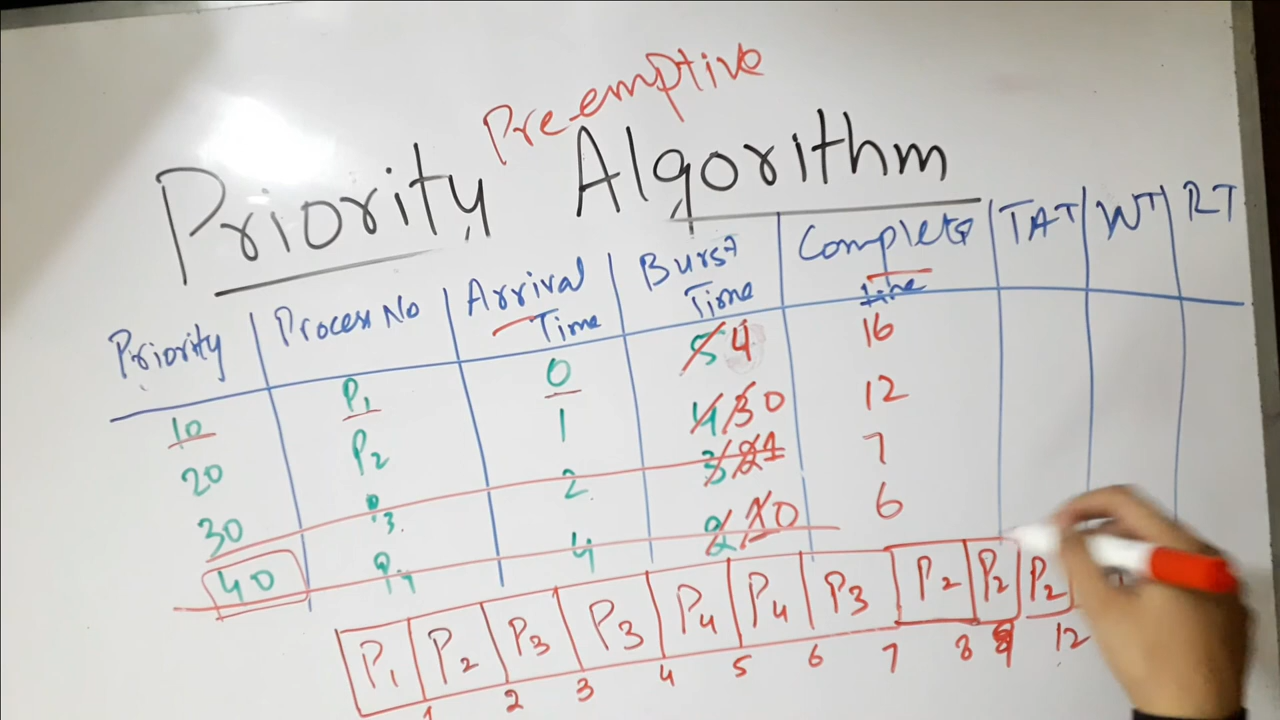 Preemptive
Priority Algorithm
Priority Process No Arrival Time Burst Time Complete time TAT WT RT
10 P1 0 5 4 16
20 P2 1 4 3 0 12
30 P3 2 3 2 1 7
40 P4 4 2 1 0 6
P1 P2 P3 P3 P4 P4 P3 P2 P2 P2
1 2 3 4 5 6 7 8 9 12